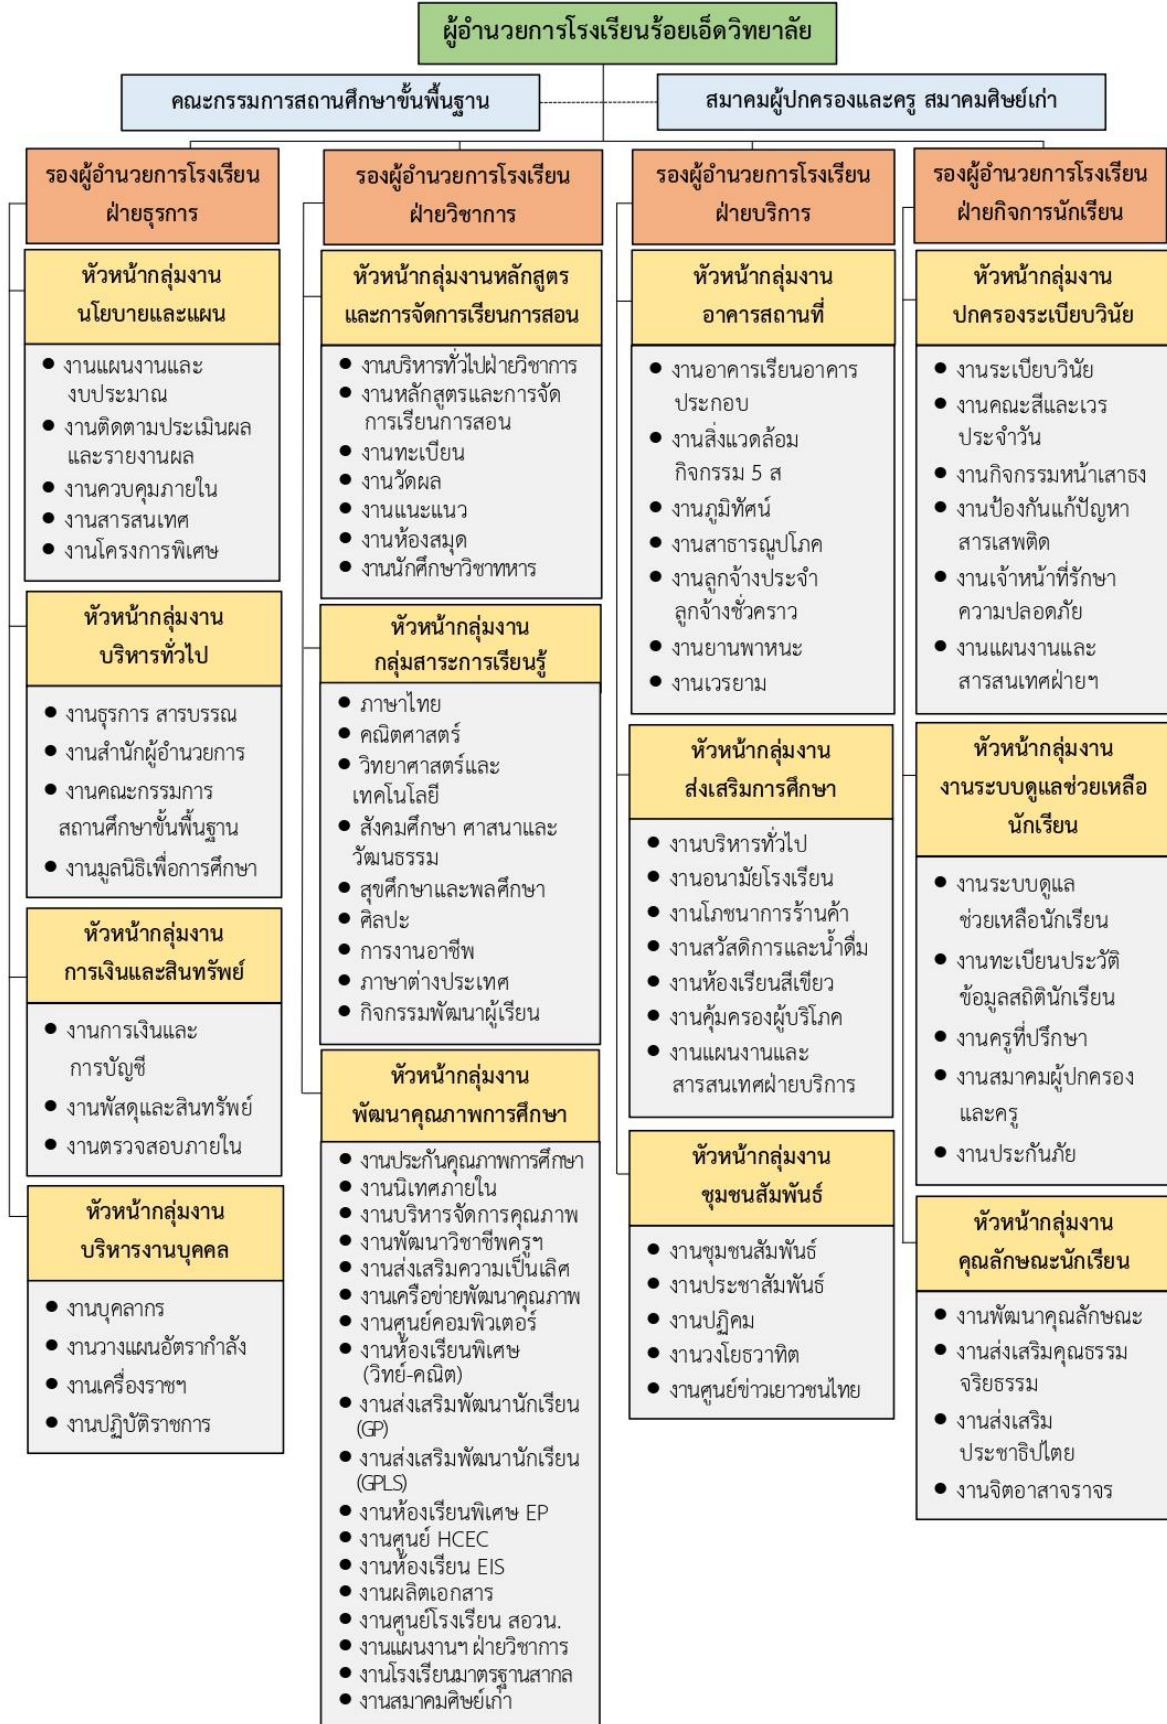 ผู้อำนวยการโรงเรียนร้อยเอ็ดวิทยาลัย
คณะกรรมการสถานศึกษาขั้นพื้นฐาน
สมาคมผู้ปกครองและครู สมาคมศิษย์เก่า
รองผู้อำนวยการโรงเรียน
ฝ่ายธุรการ
หัวหน้ากลุ่มงาน
นโยบายและแผน
● งานแผนงานและ
งบประมาณ
● งานติดตามประเมินผล
และรายงานผล
● งานควบคุมภายใน
● งานสารสนเทศ
● งานโครงการพิเศษ
หัวหน้ากลุ่มงาน
บริหารทั่วไป
● งานธุรการ สารบรรณ
● งานสำนักผู้อำนวยการ
● งานคณะกรรมการ
สถานศึกษาขั้นพื้นฐาน
● งานมูลนิธิเพื่อการศึกษา
หัวหน้ากลุ่มงาน
การเงินและสินทรัพย์
● งานการเงินและ
การบัญชี
● งานพัสดุและสินทรัพย์
● งานตรวจสอบภายใน
หัวหน้ากลุ่มงาน
บริหารงานบุคคล
● งานบุคลากร
● งานวางแผนอัตรากำลัง
● งานเครื่องราชฯ
● งานปฏิบัติราชการ
รองผู้อำนวยการโรงเรียน
ฝ่ายวิชาการ
หัวหน้ากลุ่มงานหลักสูตร
และการจัดการเรียนการสอน
● งานบริหารทั่วไปฝ่ายวิชาการ
● งานหลักสูตรและการจัด
การเรียนการสอน
● งานทะเบียน
● งานวัดผล
● งานแนะแนว
● งานห้องสมุด
● งานนักศึกษาวิชาทหาร
หัวหน้ากลุ่มงาน
กลุ่มสาระการเรียนรู้
● ภาษาไทย
● คณิตศาสตร์
● วิทยาศาสตร์และ
เทคโนโลยี
● สังคมศึกษา ศาสนาและ
วัฒนธรรม
● สุขศึกษาและพลศึกษา
● ศิลปะ
● การงานอาชีพ
● ภาษาต่างประเทศ
● กิจกรรมพัฒนาผู้เรียน
หัวหน้ากลุ่มงาน
พัฒนาคุณภาพการศึกษา
● งานประกันคุณภาพการศึกษา
● งานนิเทศภายใน
● งานบริหารจัดการคุณภาพ
● งานพัฒนาวิชาชีพครูฯ
● งานส่งเสริมความเป็นเลิศ
● งานเครือข่ายพัฒนาคุณภาพ
● งานศูนย์คอมพิวเตอร์
● งานห้องเรียนพิเศษ
(วิทย์-คณิต)
● งานส่งเสริมพัฒนานักเรียน
(GP)
● งานส่งเสริมพัฒนานักเรียน
(GPLS)
● งานห้องเรียนพิเศษ EP
● งานศูนย์ HCEC
● งานห้องเรียน EIS
● งานผลิตเอกสาร
● งานศูนย์โรงเรียน สอวน.
● งานแผนงานฯ ฝ่ายวิชาการ
● งานโรงเรียนมาตรฐานสากล
● งานสมาคมศิษย์เก่า
รองผู้อำนวยการโรงเรียน
ฝ่ายบริการ
หัวหน้ากลุ่มงาน
อาคารสถานที่
● งานอาคารเรียนอาคาร
ประกอบ
● งานสิ่งแวดล้อม
กิจกรรม 5 ส
● งานภูมิทัศน์
● งานสาธารณูปโภค
● งานลูกจ้างประจำ
ลูกจ้างชั่วคราว
● งานยานพาหนะ
● งานเวรยาม
หัวหน้ากลุ่มงาน
ส่งเสริมการศึกษา
● งานบริหารทั่วไป
● งานอนามัยโรงเรียน
● งานโภชนาการร้านค้า
● งานสวัสดิการและน้ำดื่ม
● งานห้องเรียนสีเขียว
● งานคุ้มครองผู้บริโภค
● งานแผนงานและ
สารสนเทศฝ่ายบริการ
หัวหน้ากลุ่มงาน
ชุมชนสัมพันธ์
● งานชุมชนสัมพันธ์
● งานประชาสัมพันธ์
● งานปฏิคม
● งานวงโยธวาทิต
● งานศูนย์ข่าวเยาวชนไทย
รองผู้อำนวยการโรงเรียน
ฝ่ายกิจการนักเรียน
หัวหน้ากลุ่มงาน
ปกครองระเบียบวินัย
● งานระเบียบวินัย
● งานคณะสีและเวร
ประจำวัน
● งานกิจกรรมหน้าเสาธง
● งานป้องกันแก้ปัญหา
สารเสพติด
● งานเจ้าหน้าที่รักษา
ความปลอดภัย
● งานแผนงานและ
สารสนเทศฝ่ายฯ
หัวหน้ากลุ่มงาน
งานระบบดูแลช่วยเหลือ
นักเรียน
● งานระบบดูแล
ช่วยเหลือนักเรียน
● งานทะเบียนประวัติ
ข้อมูลสถิตินักเรียน
● งานครูที่ปรึกษา
● งานสมาคมผู้ปกครอง
และครู
● งานประกันภัย
หัวหน้ากลุ่มงาน
คุณลักษณะนักเรียน
● งานพัฒนาคุณลักษณะ
● งานส่งเสริมคุณธรรม
จริยธรรม
● งานส่งเสริม
ประชาธิปไตย
● งานจิตอาสาจราจร